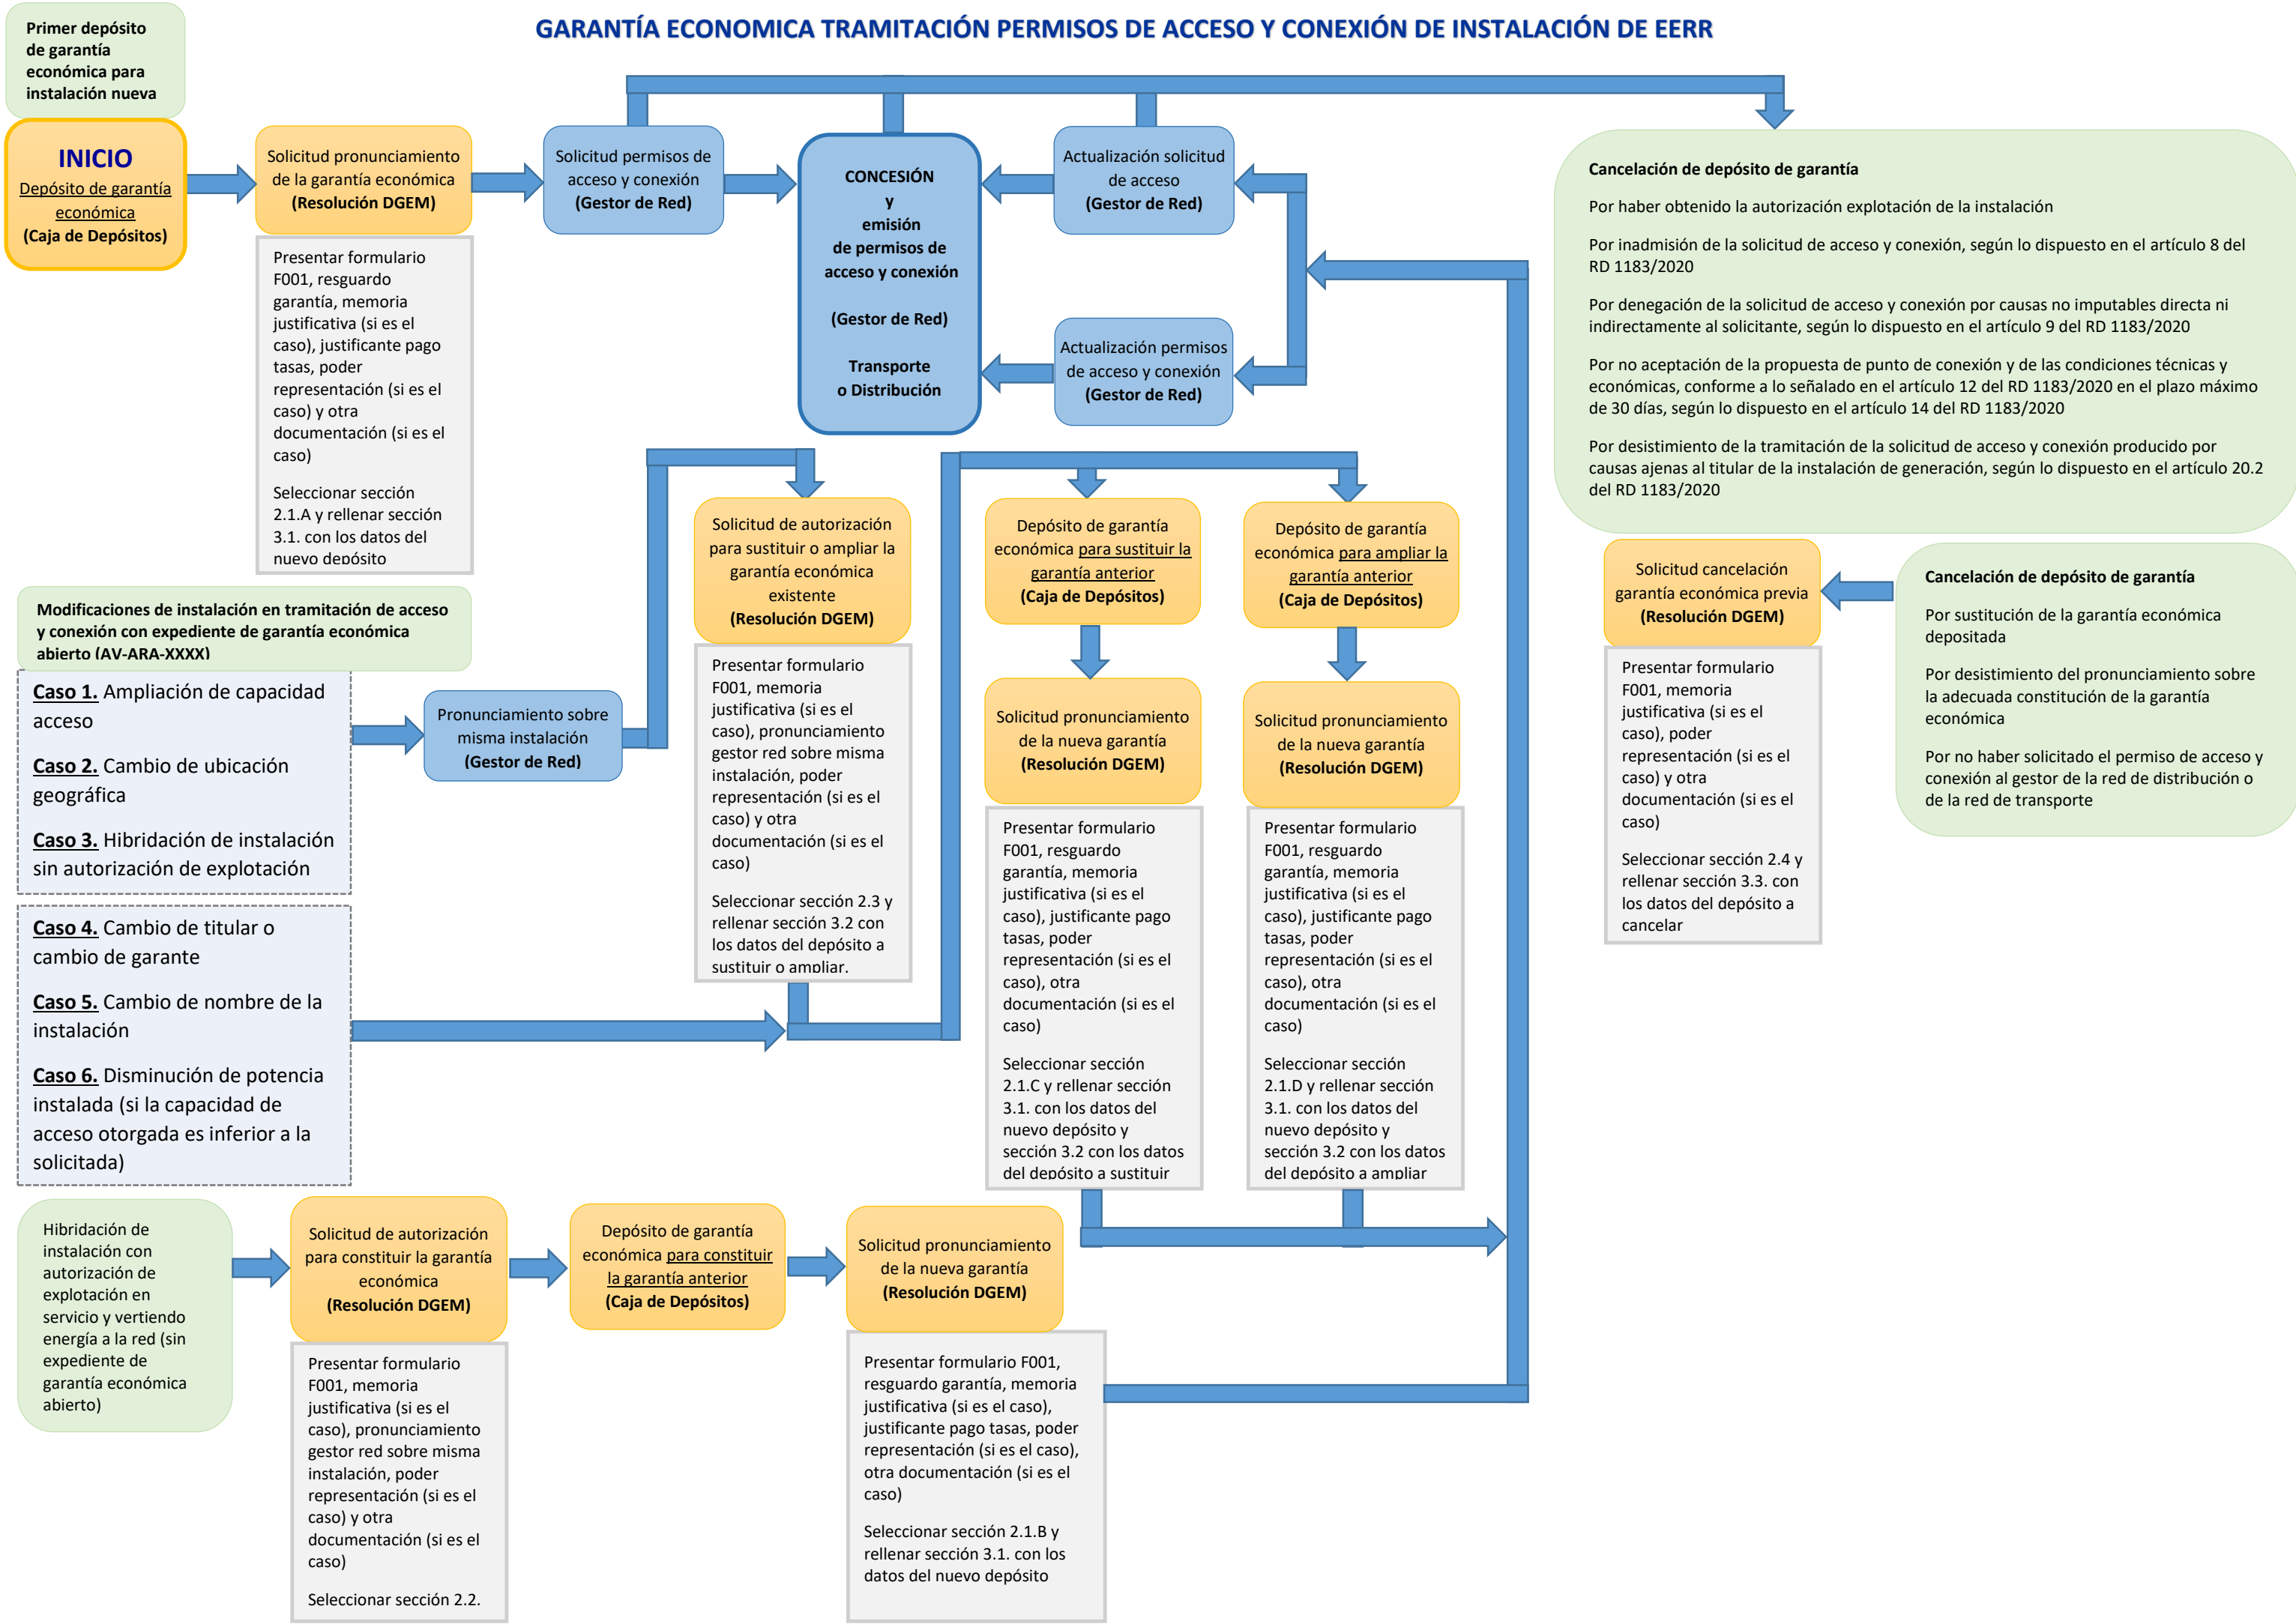 GARANTÍA ECONOMICA TRAMITACIÓN PERMISOS DE ACCESO Y CONEXIÓN DE INSTALACIÓN DE EERR
Primer depósito
de garantía
económica para
instalación nueva
INICIO
Depósito de garantía
económica
(Caja de Depósitos)
Solicitud pronunciamiento
de la garantía económica
(Resolución DGEM)
Presentar formulario
F001, resguardo
garantía, memoria
justificativa (si es el
caso), justificante pago
tasas, poder
representación (si es el
caso) y otra
documentación (si es el
caso)
Seleccionar sección
2.1.A y rellenar sección
3.1. con los datos del
nuevo depósito
Solicitud permisos de
acceso y conexión
(Gestor de Red)
CONCESIÓN
y
emisión
de permisos de
acceso y conexión
(Gestor de Red)
Transporte
o Distribución
Actualización solicitud
de acceso
(Gestor de Red)
Actualización permisos
de acceso y conexión
(Gestor de Red)
Cancelación de depósito de garantía
Por haber obtenido la autorización explotación de la instalación
Por inadmisión de la solicitud de acceso y conexión, según lo dispuesto en el artículo 8 del
RD 1183/2020
Por denegación de la solicitud de acceso y conexión por causas no imputables directa ni
indirectamente al solicitante, según lo dispuesto en el artículo 9 del RD 1183/2020
Por no aceptación de la propuesta de punto de conexión y de las condiciones técnicas y
económicas, conforme a lo señalado en el artículo 12 del RD 1183/2020 en el plazo máximo
de 30 días, según lo dispuesto en el artículo 14 del RD 1183/2020
Por desistimiento de la tramitación de la solicitud de acceso y conexión producido por
causas ajenas al titular de la instalación de generación, según lo dispuesto en el artículo 20.2
del RD 1183/2020
Solicitud cancelación
garantía económica previa
(Resolución DGEM)
Presentar formulario
F001, memoria
justificativa (si es el
caso), poder
representación (si es el
caso) y otra
documentación (si es el
caso)
Seleccionar sección 2.4 y
rellenar sección 3.3. con
los datos del depósito a
cancelar
Cancelación de depósito de garantía
Por sustitución de la garantía económica
depositada
Por desistimiento del pronunciamiento sobre
la adecuada constitución de la garantía
económica
Por no haber solicitado el permiso de acceso y
conexión al gestor de la red de distribución o
de la red de transporte
Modificaciones de instalación en tramitación de acceso
y conexión con expediente de garantía económica
abierto (AV-ARA-XXXX)
Caso 1. Ampliación de capacidad
acceso
Caso 2. Cambio de ubicación
geográfica
Caso 3. Hibridación de instalación
sin autorización de explotación
Caso 4. Cambio de titular o
cambio de garante
Caso 5. Cambio de nombre de la
instalación
Caso 6. Disminución de potencia
instalada (si la capacidad de
acceso otorgada es inferior a la
solicitada)
Pronunciamiento sobre
misma instalación
(Gestor de Red)
Solicitud de autorización
para sustituir o ampliar la
garantía económica
existente
(Resolución DGEM)
Presentar formulario
F001, memoria
justificativa (si es el
caso), pronunciamiento
gestor red sobre misma
instalación, poder
representación (si es el
caso) y otra
documentación (si es el
caso)
Seleccionar sección 2.3 y
rellenar sección 3.2 con
los datos del depósito a
sustituir o ampliar.
Depósito de garantía
económica para sustituir la
garantía anterior
(Caja de Depósitos)
Solicitud pronunciamiento
de la nueva garantía
(Resolución DGEM)
Presentar formulario
F001, resguardo
garantía, memoria
justificativa (si es el
caso), justificante pago
tasas, poder
representación (si es el
caso), otra
documentación (si es el
caso)
Seleccionar sección
2.1.C y rellenar sección
3.1. con los datos del
nuevo depósito y
sección 3.2 con los datos
del depósito a sustituir
Depósito de garantía
económica para ampliar la
garantía anterior
(Caja de Depósitos)
Solicitud pronunciamiento
de la nueva garantía
(Resolución DGEM)
Presentar formulario
F001, resguardo
garantía, memoria
justificativa (si es el
caso), justificante pago
tasas, poder
representación (si es el
caso), otra
documentación (si es el
caso)
Seleccionar sección
2.1.D y rellenar sección
3.1. con los datos del
nuevo depósito y
sección 3.2 con los datos
del depósito a ampliar
Hibridación de
instalación con
autorización de
explotación en
servicio y vertiendo
energía a la red (sin
expediente de
garantía económica
abierto)
Solicitud de autorización
para constituir la garantía
económica
(Resolución DGEM)
Presentar formulario
F001, memoria
justificativa (si es el
caso), pronunciamiento
gestor red sobre misma
instalación, poder
representación (si es el
caso) y otra
documentación (si es el
caso)
Seleccionar sección 2.2.
Depósito de garantía
económica para constituir
la garantía anterior
(Caja de Depósitos)
Solicitud pronunciamiento
de la nueva garantía
(Resolución DGEM)
Presentar formulario F001,
resguardo garantía, memoria
justificativa (si es el caso),
justificante pago tasas, poder
representación (si es el caso),
otra documentación (si es el
caso)
Seleccionar sección 2.1.B y
rellenar sección 3.1. con los
datos del nuevo depósito